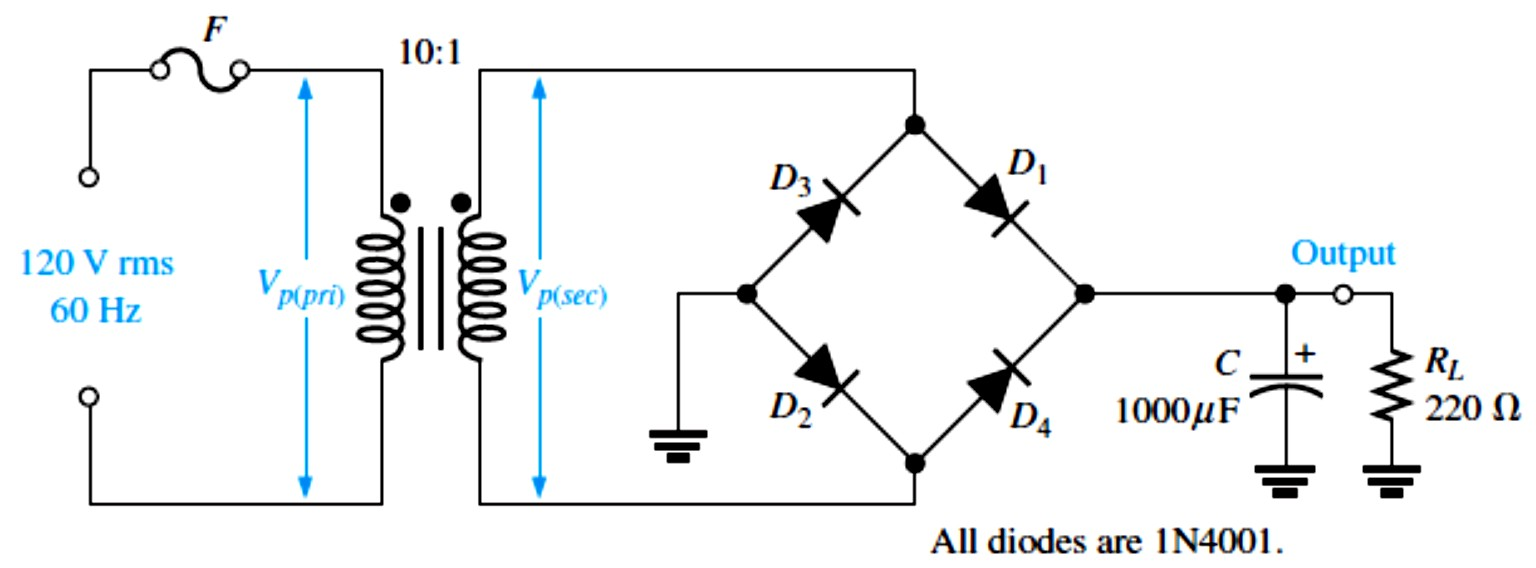 F
10:1
120 V rms
60 Hz
Vp(pri)
Vp(sec)
D3
D1
D2
D4
Output
C
+
1000μF
RL
220 Ω
All diodes are 1N4001.